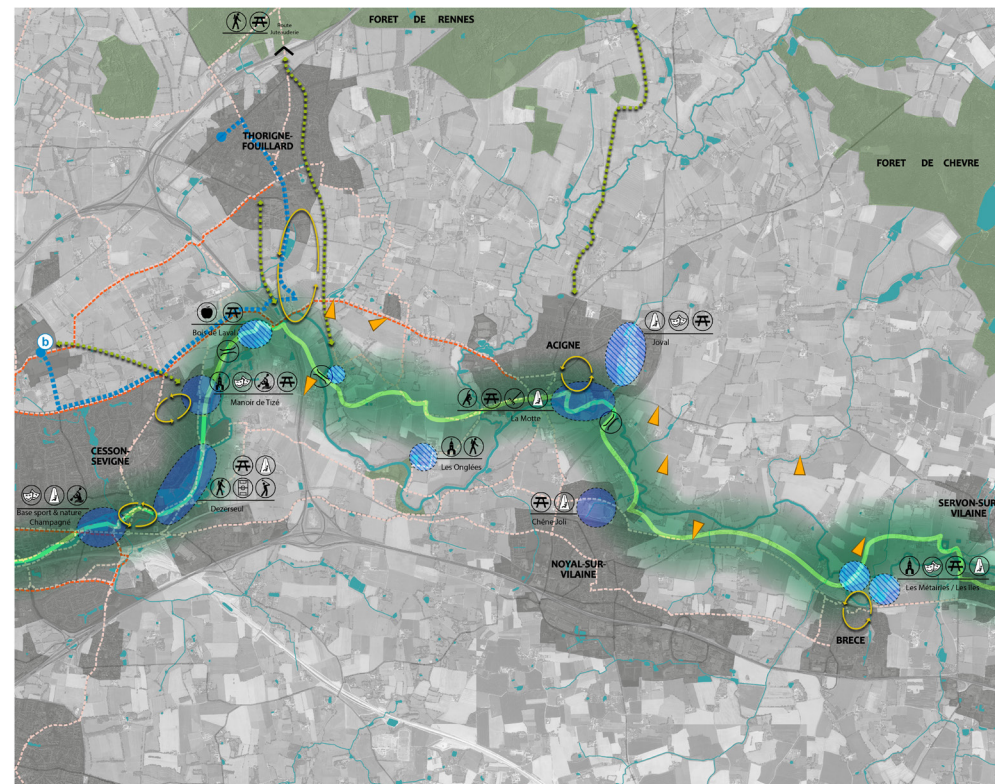 FORET DE RENNES
Route
THORIGNE-
FOUILLARD
FORET DE CHEVRE
Bois de Laval
b
ACIGNE
Joval
Manoir de Tizé
La Motte
CESSON-
SEVIGNE
Les Onglées
Base sport & nature
Champagné
Dezerseul
Chêne Joli
SERVON-SUR-
VILAINE
NOYAL-SUR-
VILAINE
Les Métairies / Les Iles
BRECE